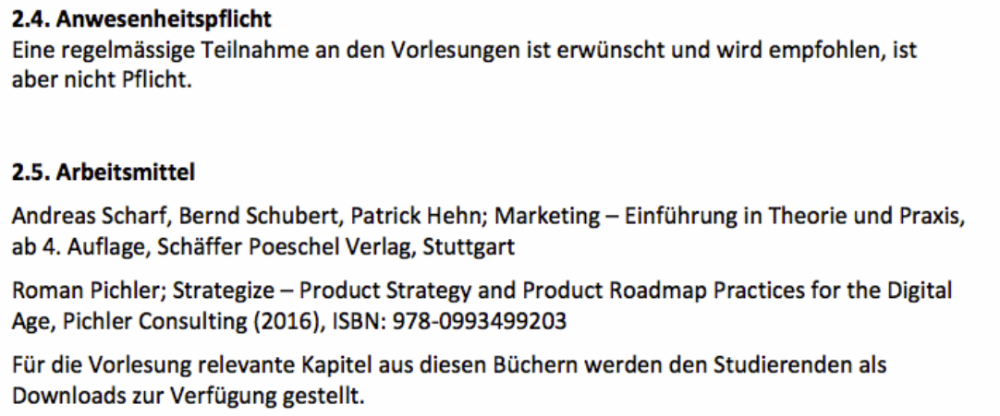 2.4. Anwesenheitspflicht
Eine regelmässige Teilnahme an den Vorlesungen ist erwünscht und wird empfohlen, ist
aber nicht Pflicht.
2.5. Arbeitsmittel
Andreas Scharf, Bernd Schubert, Patrick Hehn; Marketing – Einführung in Theorie und Praxis,
ab 4. Auflage, Schäffer Poeschel Verlag, Stuttgart
Roman Pichler; Strategize – Product Strategy and Product Roadmap Practices for the Digital
Age, Pichler Consulting (2016), ISBN: 978-0993499203
Für die Vorlesung relevante Kapitel aus diesen Büchern werden den Studierenden als
Downloads zur Verfügung gestellt.